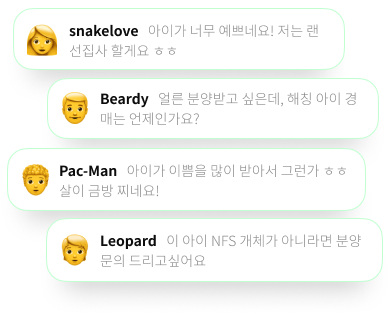 snakelove 아이가 너무 예쁘네요! 저는 랜
선집사 할게요 ㅎㅎ
Beardy 얼른 분양받고 싶은데, 해칭 아이 경
매는 언제인가요?
Pac-Man 아이가 이쁨을 많이 받아서 그런가 ㅎㅎ
살이 금방 찌네요!
Leopard 이 아이 NFS 개체가 아니라면 분양
문의 드리고싶어요